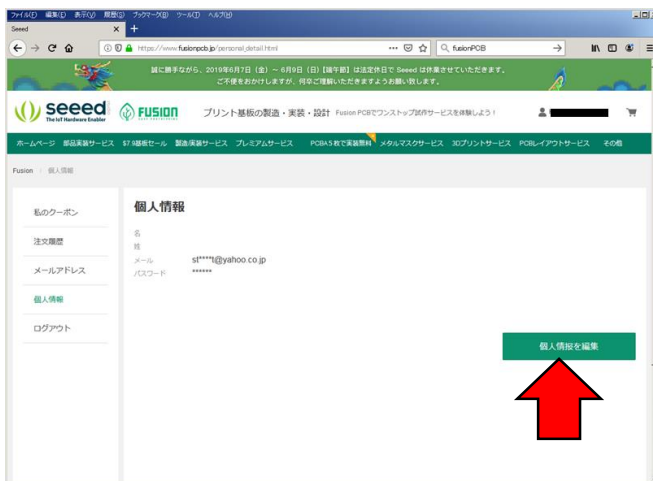 ファイル(F) 編集(E) 表示(V) 履歴(S) ブックマーク(B) ツール(T) ヘルプ(H)
Seeed
https://www.fusionpcb.jp/personal_detail.html
fusionPCB
誠に勝手ながら、2019年6月7日（金）～ 6月9日（日）【端午節】は法定休日で Seeed は休業させていただきます。
ご不便をおかけしますが、何卒ご理解いただきますようお願い致します。
seeed
The IoT Hardware Enabler
FUSION
プリント基板の製造・実装・設計 Fusion PCBでワンストップ試作サービスを体験しよう！
ホームページ 部品実装サービス $7.9基板セール 製造/実装サービス プレミアムサービス PCBA5枚で実装無料 メタルマスクサービス 3Dプリントサービス PCBレイアウトサービス その他
Fusion / 個人情報
私のクーポン
注文履歴
メールアドレス
個人情報
ログアウト
個人情報
名
姓
メール st****t@yahoo.co.jp
パスワード ******
個人情報を編集